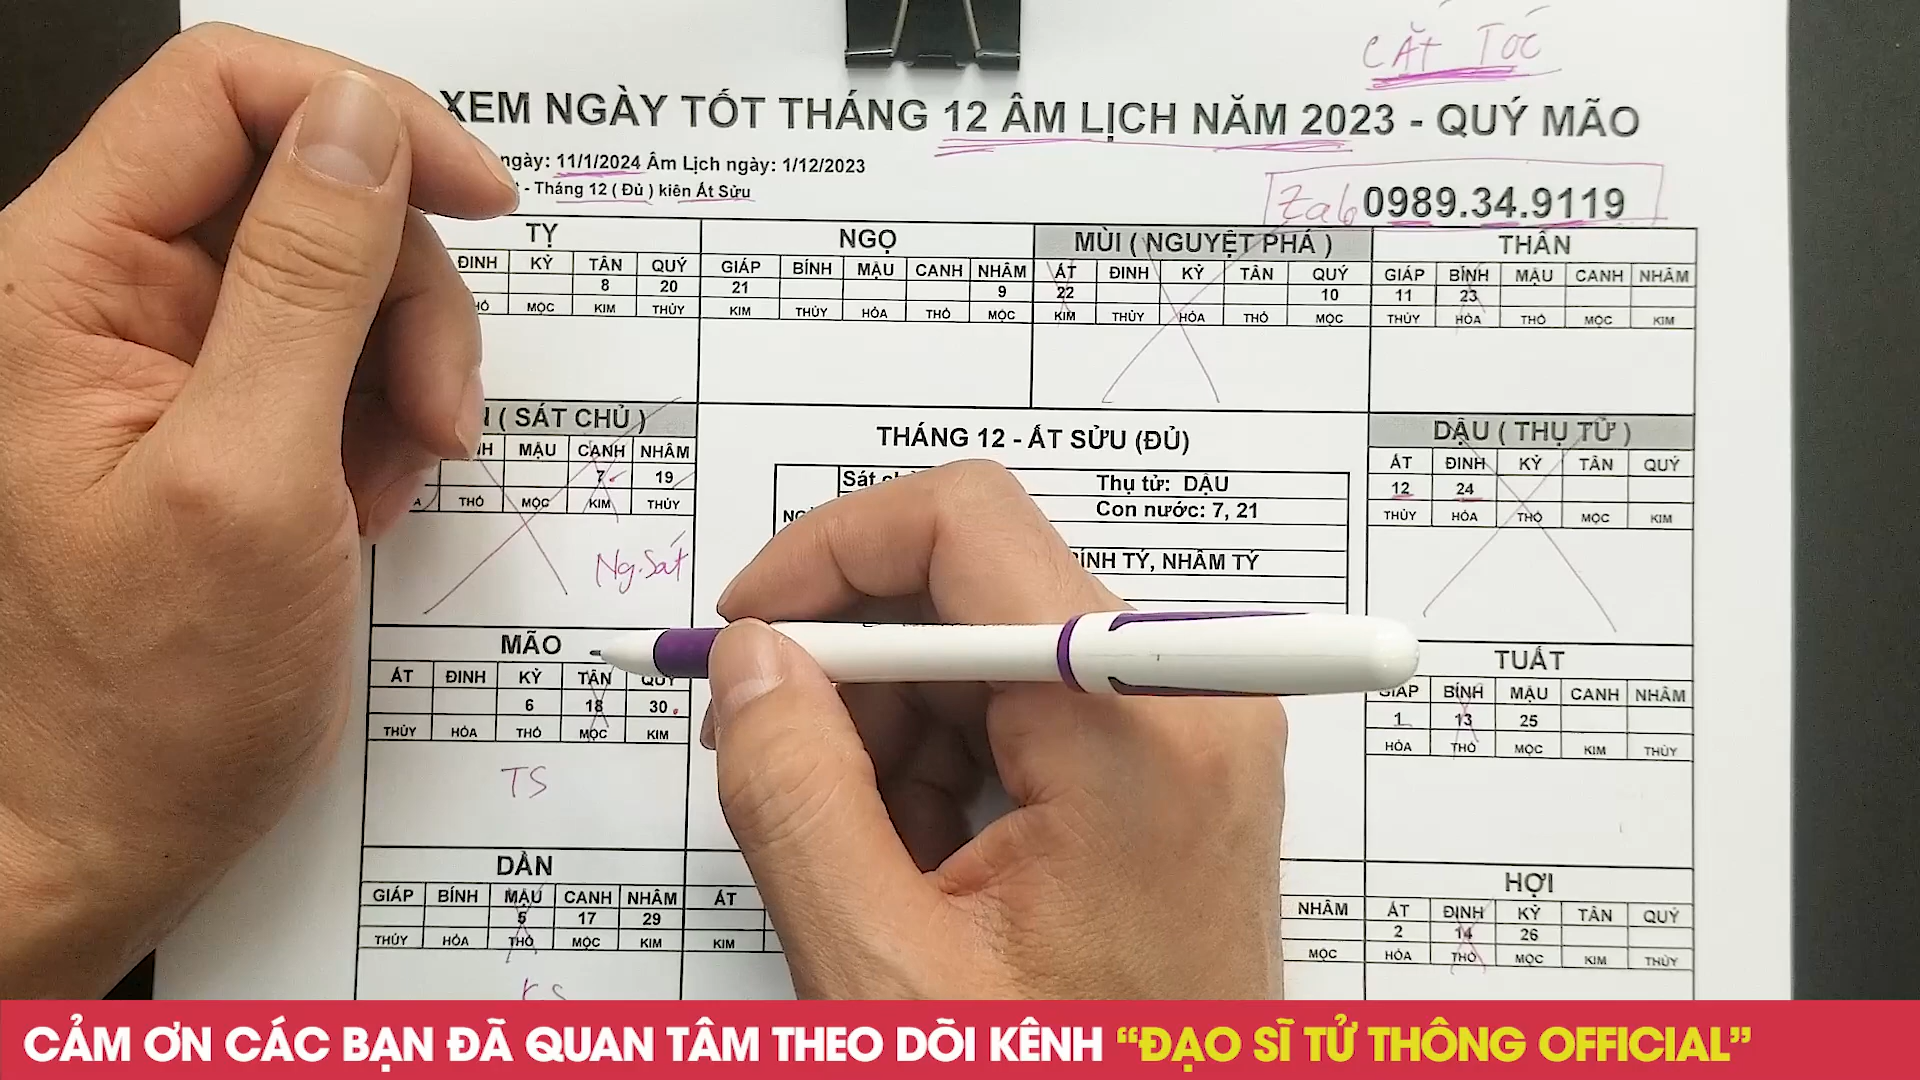 CẮT TÓC
XEM NGÀY TỐT THÁNG 12 ÂM LỊCH NĂM 2023 - QUÝ MÃO
ngày: 11/1/2024 Âm Lịch ngày: 1/12/2023
- Tháng 12 ( Đủ ) kiện Ất Sửu
Zalo 0989.34.9119
TỴ
ĐINH KỶ TÂN QUÝ
8 20
MỘC KIM THỦY
NGỌ
GIÁP BÍNH MẬU CANH NHÂM
21 9
KIM THỦY HỎA THỔ MỘC
MÙI ( NGUYỆT PHÁ )
ẤT ĐINH KỶ TÂN QUÝ
22 10
KIM THỦY HỎA THỔ MỘC
THÂN
GIÁP BÍNH MẬU CANH NHÂM
11 23
THỦY HỎA THỔ MỘC KIM
( SÁT CHỦ )
MẬU CANH NHÂM
7 19
THỔ MỘC KIM THỦY
Ng.Sát
THÁNG 12 - ẤT SỬU (ĐỦ)
Sát
Thụ tử: DẬU
Con nước: 7, 21
TÝ, NHÂM TÝ
DẬU ( THỤ TỬ )
ẤT ĐINH KỶ TÂN QUÝ
12 24
THỦY HỎA THỔ MỘC KIM
MÃO
ẤT ĐINH KỶ TÂN QUÝ
6 18 30
THỦY HỎA THỔ MỘC KIM
TS
TUẤT
GIÁP BÍNH MẬU CANH NHÂM
1 13 25
HỎA THỔ MỘC KIM THỦY
DẦN
GIÁP BÍNH MẬU CANH NHÂM
5 17 29
THỦY HỎA THỔ MỘC KIM
ẤT
KIM
NHÂM
MỘC
HỢI
ẤT ĐINH KỶ TÂN QUÝ
2 14 26
HỎA THỔ MỘC KIM THỦY
CẢM ƠN CÁC BẠN ĐÃ QUAN TÂM THEO DÕI KÊNH “ĐẠO SĨ TỬ THÔNG OFFICIAL”